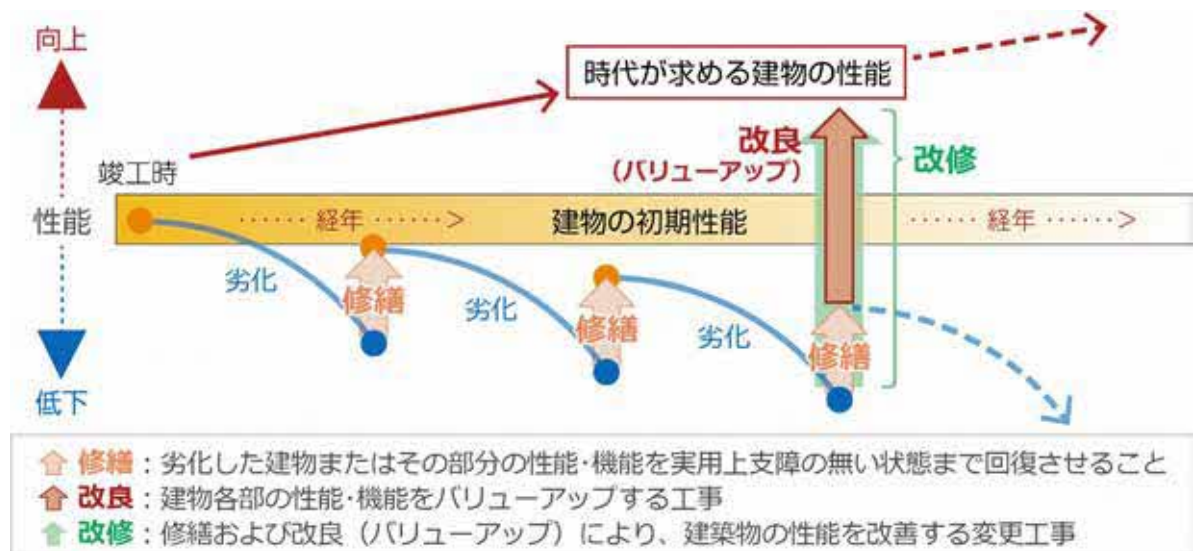 向上
時代が求める建物の性能
改良
(バリューアップ)
改修
竣工時
性能
…… 経年 ……>
建物の初期性能
…… 経年 ……>
劣化
修繕
劣化
修繕
劣化
修繕
低下
修繕:劣化した建物またはその部分の性能・機能を実用上支障の無い状態まで回復させること
改良:建物各部の性能・機能をバリューアップする工事
改修:修繕および改良(バリューアップ)により、建築物の性能を改善する変更工事